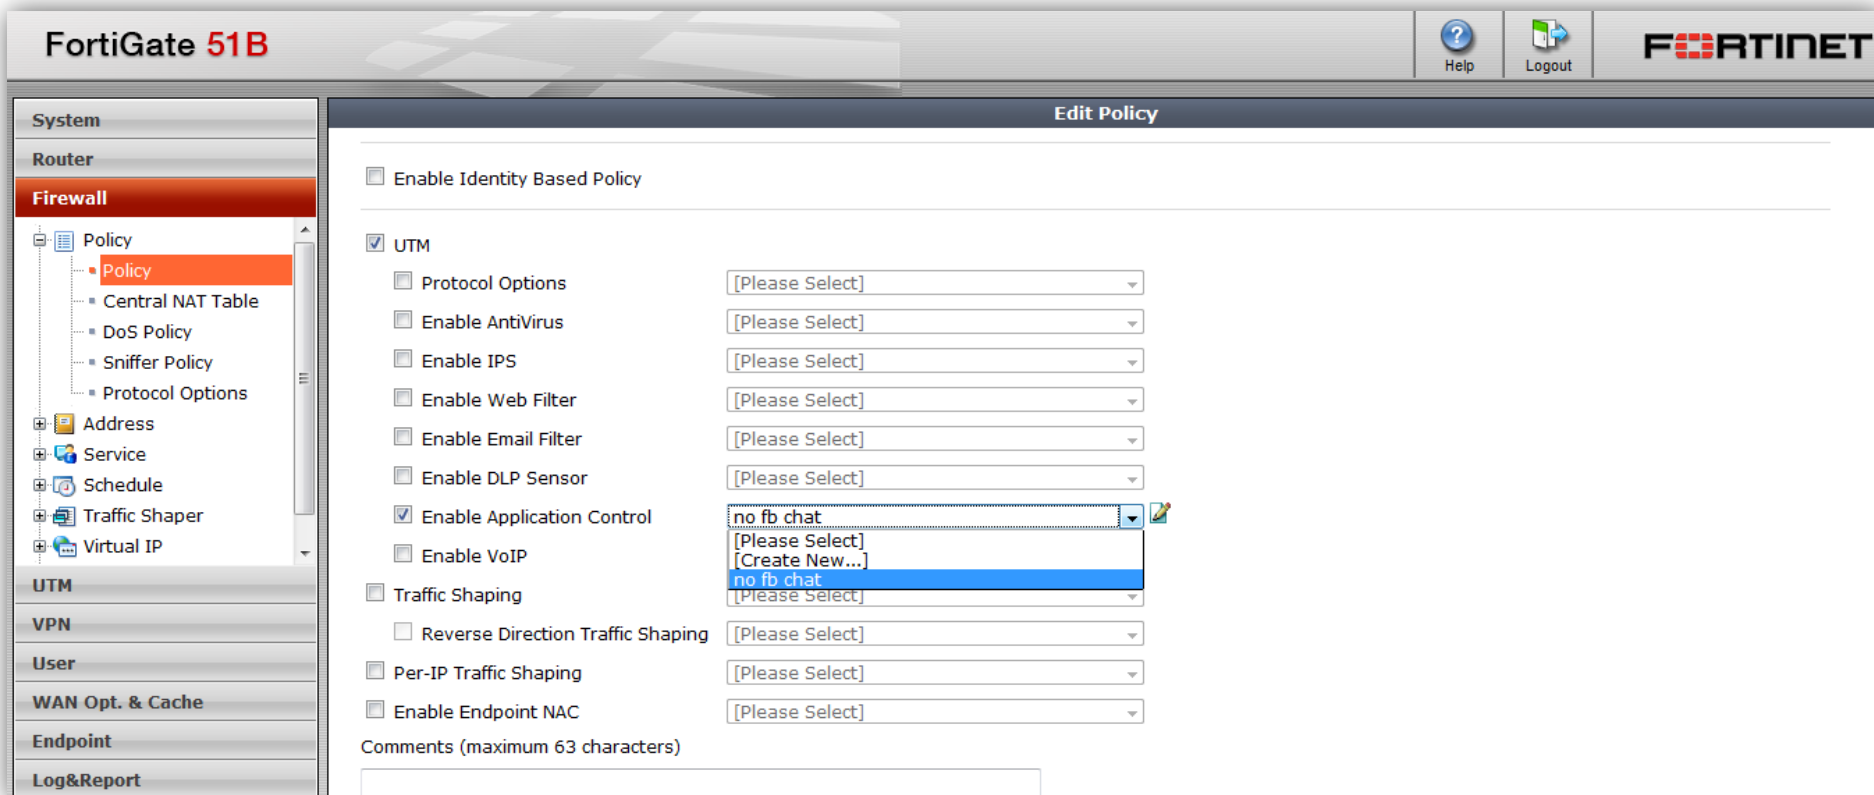 FortiGate 51B
Help
Logout
FORTINET
System
Router
Firewall
Policy
Policy
Central NAT Table
DoS Policy
Sniffer Policy
Protocol Options
Address
Service
Schedule
Traffic Shaper
Virtual IP
UTM
VPN
User
WAN Opt. & Cache
Endpoint
Log&Report
Edit Policy
Enable Identity Based Policy
UTM
Protocol Options [Please Select]
Enable AntiVirus [Please Select]
Enable IPS [Please Select]
Enable Web Filter [Please Select]
Enable Email Filter [Please Select]
Enable DLP Sensor [Please Select]
Enable Application Control no fb chat
[Please Select]
[Create New...]
no fb chat
Enable VoIP
Traffic Shaping [Please Select]
Reverse Direction Traffic Shaping [Please Select]
Per-IP Traffic Shaping [Please Select]
Enable Endpoint NAC [Please Select]
Comments (maximum 63 characters)